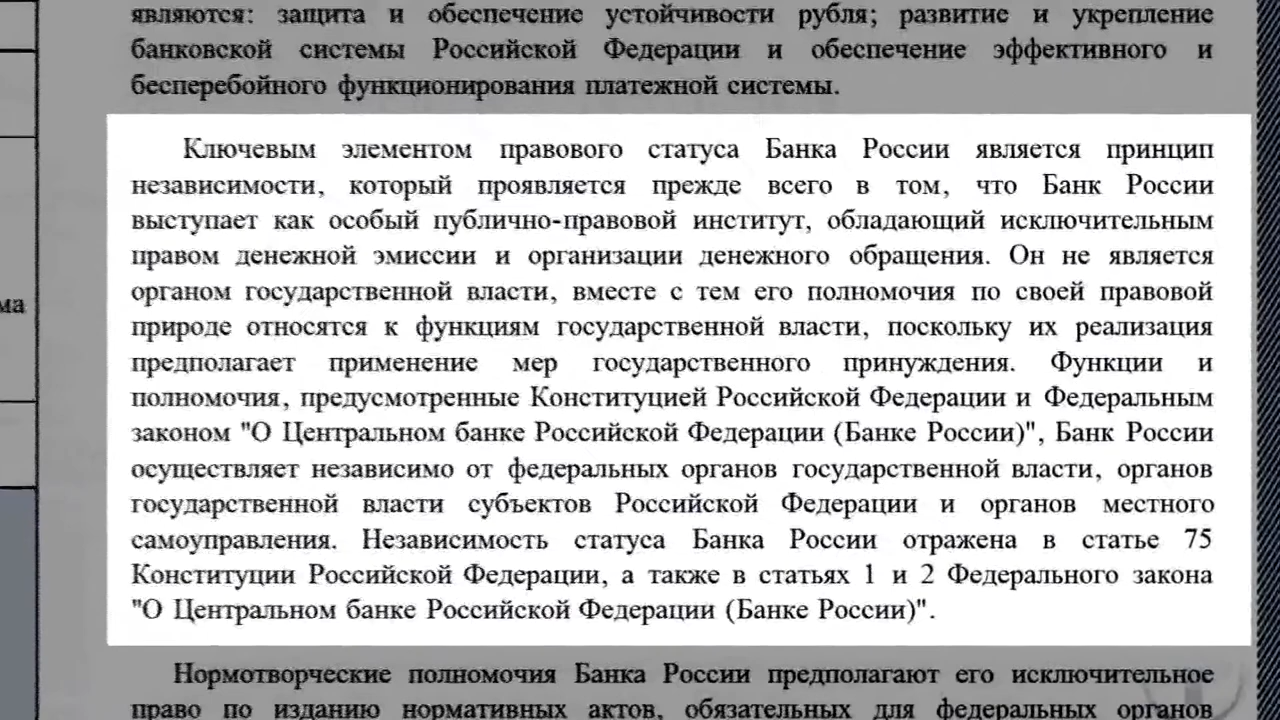 являются: защита и обеспечение устойчивости рубля; развитие и укрепление
банковской системы Российской Федерации и обеспечение эффективного и
бесперебойного функционирования платежной системы.
Ключевым элементом правового статуса Банка России является принцип
независимости, который проявляется прежде всего в том, что Банк России
выступает как особый публично-правовой институт, обладающий исключительным
правом денежной эмиссии и организации денежного обращения. Он не является
органом государственной власти, вместе с тем его полномочия по своей правовой
природе относятся к функциям государственной власти, поскольку их реализация
предполагает применение мер государственного принуждения. Функции и
полномочия, предусмотренные Конституцией Российской Федерации и Федеральным
законом "О Центральном банке Российской Федерации (Банке России)", Банк России
осуществляет независимо от федеральных органов государственной власти, органов
государственной власти субъектов Российской Федерации и органов местного
самоуправления. Независимость статуса Банка России отражена в статье 75
Конституции Российской Федерации, а также в статьях 1 и 2 Федерального закона
"О Центральном банке Российской Федерации (Банке России)".
Нормотворческие полномочия Банка России предполагают его исключительное
право по изданию нормативных актов, обязательных для федеральных органов
ма